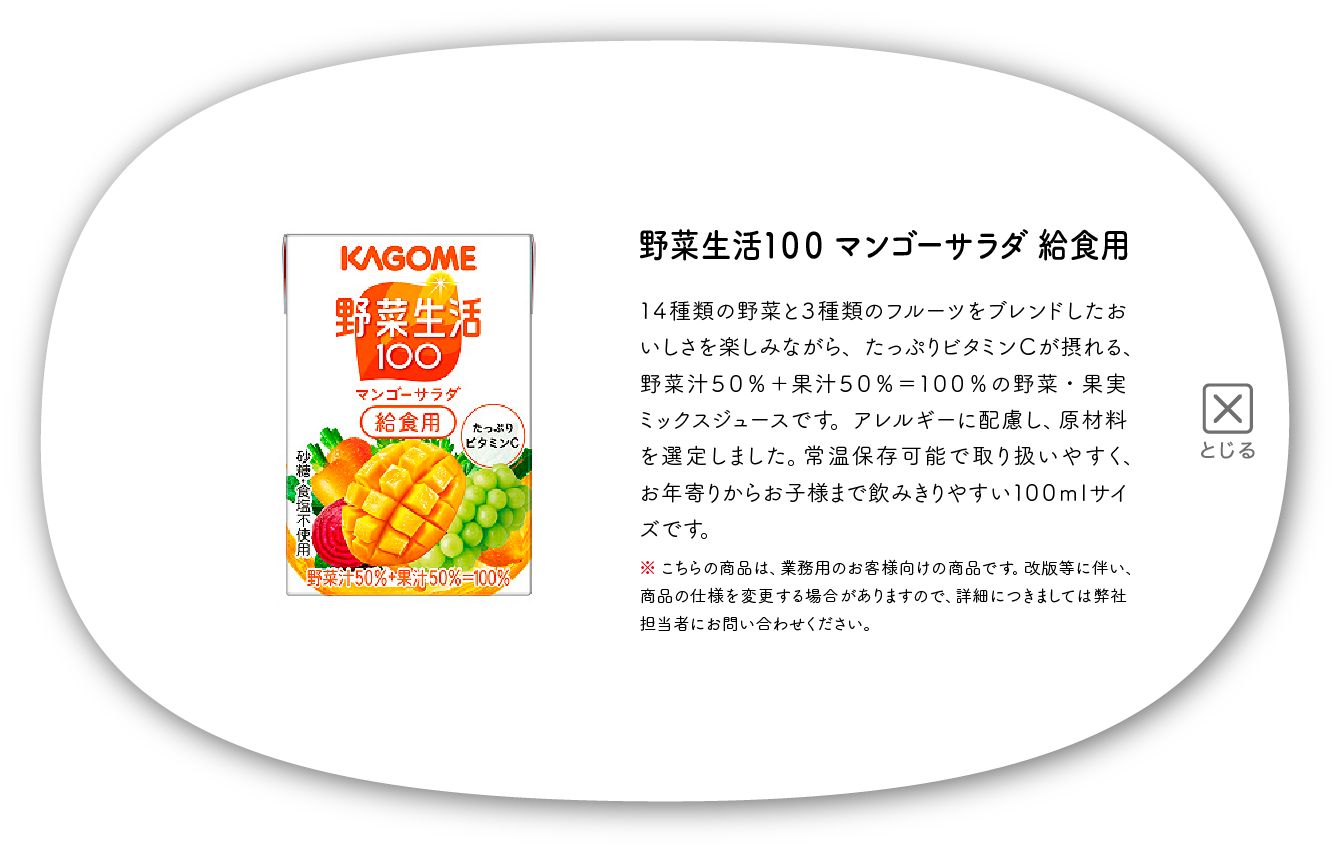 KAGOME
野菜生活
100
マンゴーサラダ
給食用
たっぷり
ビタミンC
砂糖・食塩不使用
野菜汁50%+果汁50%=100%
野菜生活100 マンゴーサラダ 給食用
14種類の野菜と3種類のフルーツをブレンドしたお
いしさを楽しみながら、たっぷりビタミンCが摂れる、
野菜汁50%+果汁50%=100%の野菜・果実
ミックスジュースです。アレルギーに配慮し、原材料
を選定しました。常温保存可能で取り扱いやすく、
お年寄りからお子様まで飲みきりやすい100mlサイ
ズです。
※ こちらの商品は、業務用のお客様向けの商品です。改版等に伴い、
商品の仕様を変更する場合がありますので、詳細につきましては弊社
担当者にお問い合わせください。
とじる